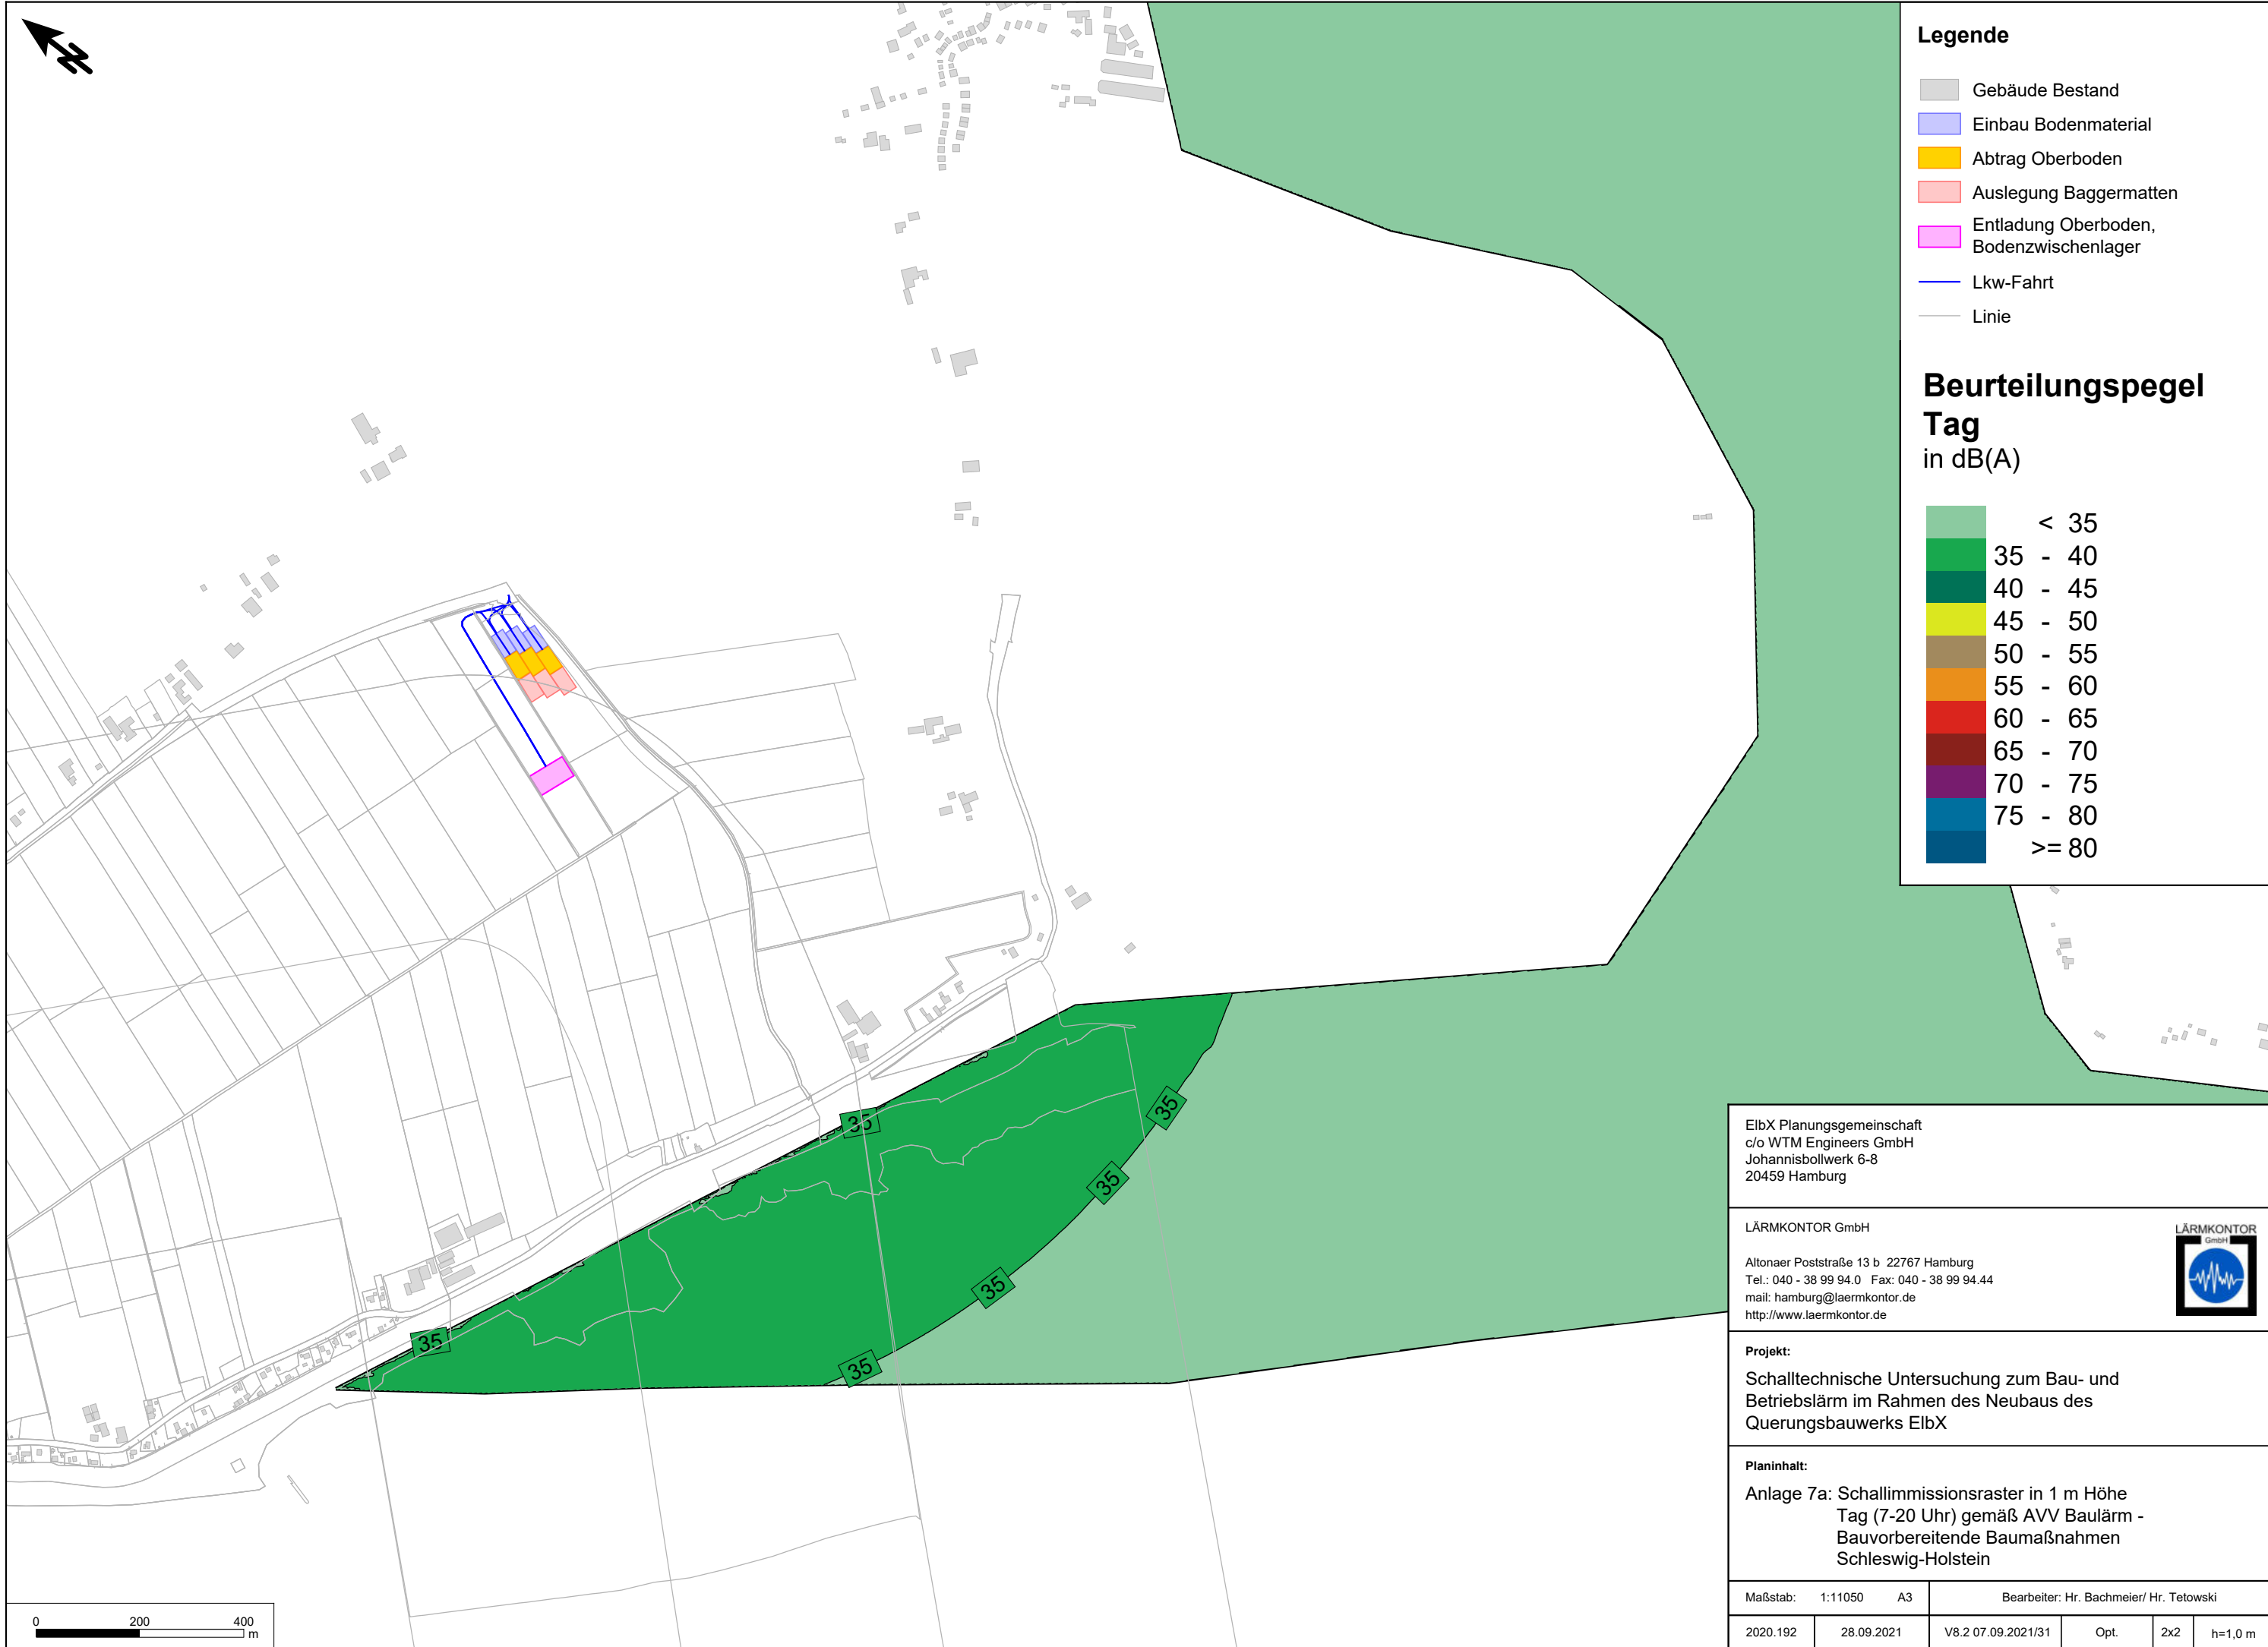 N
Legende
Gebäude Bestand
Einbau Bodenmaterial
Abtrag Oberboden
Auslegung Baggermatten
Entladung Oberboden,
Bodenzwischenlager
Lkw-Fahrt
Linie
Beurteilungspegel
Tag
in dB(A)
< 35
35 - 40
40 - 45
45 - 50
50 - 55
55 - 60
60 - 65
65 - 70
70 - 75
75 - 80
>= 80
35
35
35
35
35
35
ElbX Planungsgemeinschaft
c/o WTM Engineers GmbH
Johannisbollwerk 6-8
20459 Hamburg
LÄRMKONTOR GmbH
Altonaer Poststraße 13 b 22767 Hamburg
Tel.: 040 - 38 99 94.0 Fax: 040 - 38 99 94.44
mail: hamburg@laermkontor.de
http://www.laermkontor.de
LÄRMKONTOR
GmbH
Projekt:
Schalltechnische Untersuchung zum Bau- und
Betriebslärm im Rahmen des Neubaus des
Querungsbauwerks ElbX
Planinhalt:
Anlage 7a: Schallimmissionsraster in 1 m Höhe
Tag (7-20 Uhr) gemäß AVV Baulärm -
Bauvorbereitende Baumaßnahmen
Schleswig-Holstein
Maßstab: 1:11050 A3 Bearbeiter: Hr. Bachmeier/ Hr. Tetowski
2020.192 28.09.2021 V8.2 07.09.2021/31 Opt. 2x2 h=1,0 m
0 200 400
m